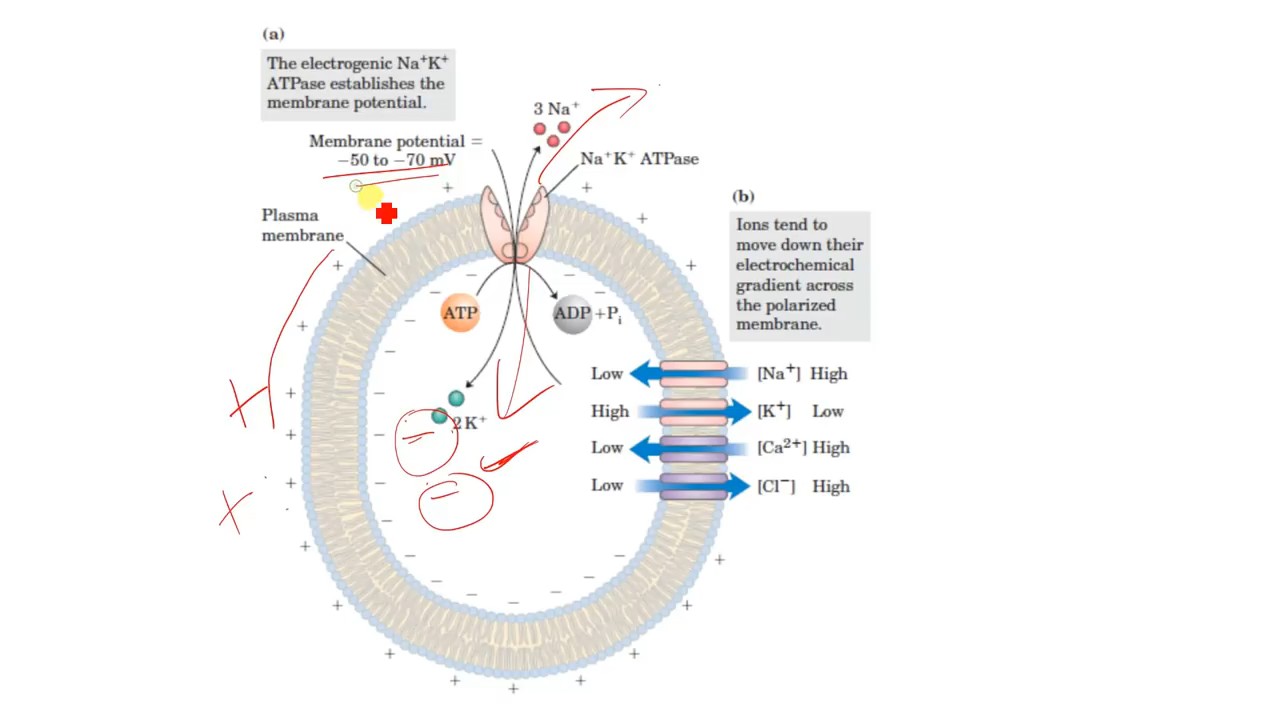 (a)
The electrogenic Na⁺K⁺
ATPase establishes the
membrane potential.
3 Na⁺
Membrane potential =
−50 to −70 mV
Na⁺K⁺ ATPase
Plasma
membrane
(b)
Ions tend to
move down their
electrochemical
gradient across
the polarized
membrane.
ATP
ADP +Pᵢ
2 K⁺
Low [Na⁺] High
High [K⁺] Low
Low [Ca²⁺] High
Low [Cl⁻] High